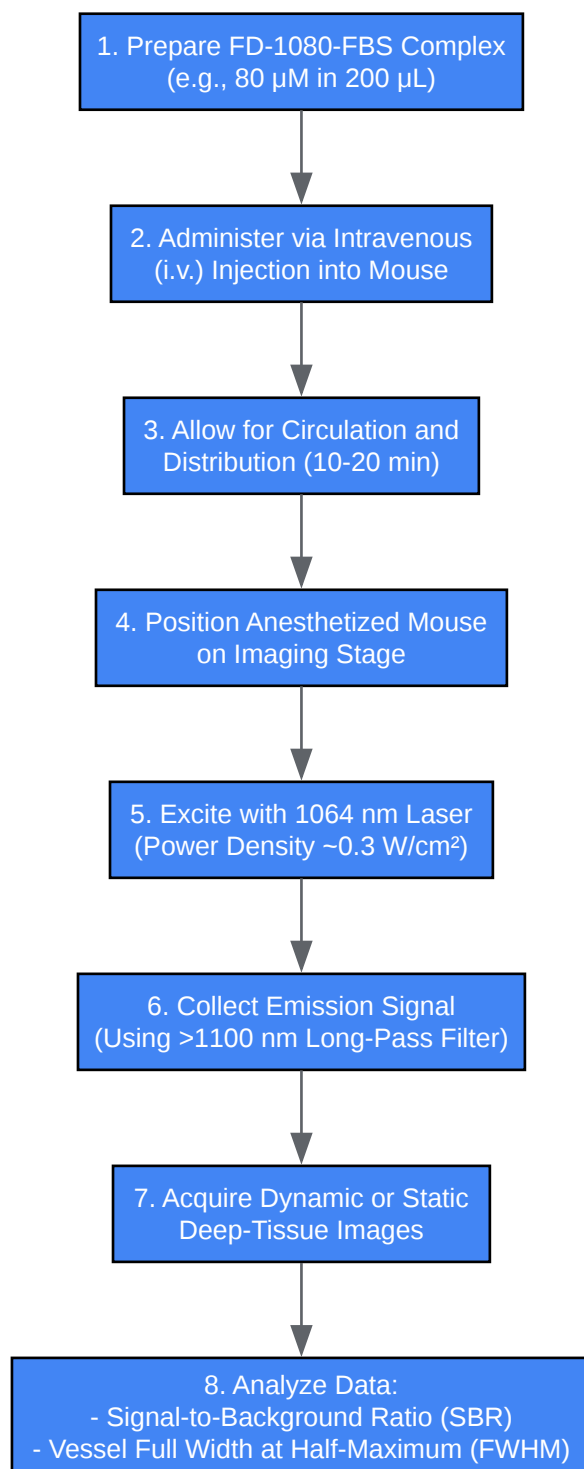 1. Prepare FD-1080-FBS Complex
(e.g., 80 μM in 200 μL)
2. Administer via Intravenous
(i.v.) Injection into Mouse
3. Allow for Circulation and
Distribution (10-20 min)
4. Position Anesthetized Mouse
on Imaging Stage
5. Excite with 1064 nm Laser
(Power Density ~0.3 W/cm²)
6. Collect Emission Signal
(Using >1100 nm Long-Pass Filter)
7. Acquire Dynamic or Static
Deep-Tissue Images
8. Analyze Data:
- Signal-to-Background Ratio (SBR)
- Vessel Full Width at Half-Maximum (FWHM)